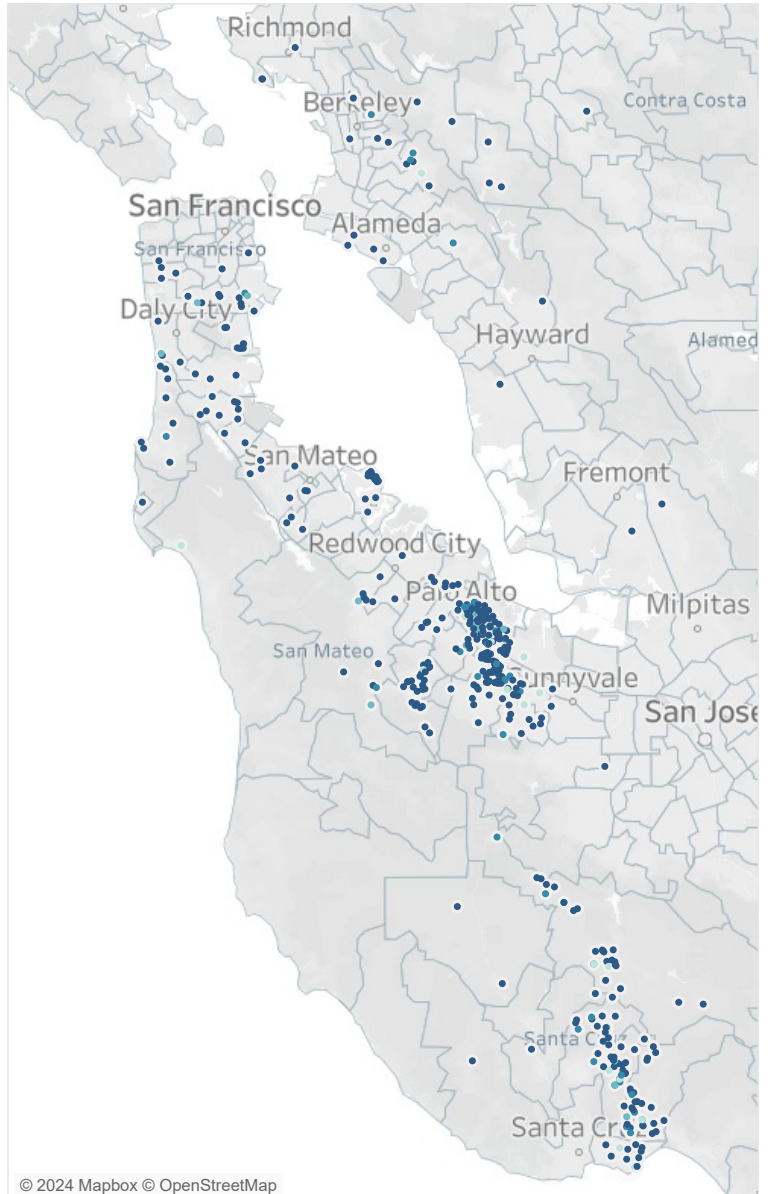 Richmond
Berkeley
Contra Costa
San Francisco
San Francisco
Alameda
Daly City
Hayward
Alamed
San Mateo
Fremont
Redwood City
Palo Alto
Milpitas
San Mateo
Sunnyvale
San Jose
Santa Cruz
Santa Cruz
© 2024 Mapbox © OpenStreetMap